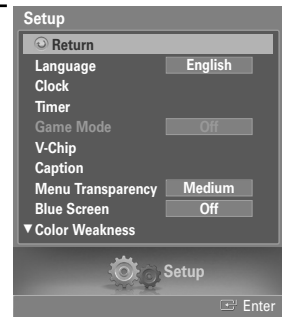 Setup
Return
Language English
Clock
Timer
Game Mode Off
V-Chip
Caption
Menu Transparency Medium
Blue Screen Off
▼ Color Weakness
Setup
Enter